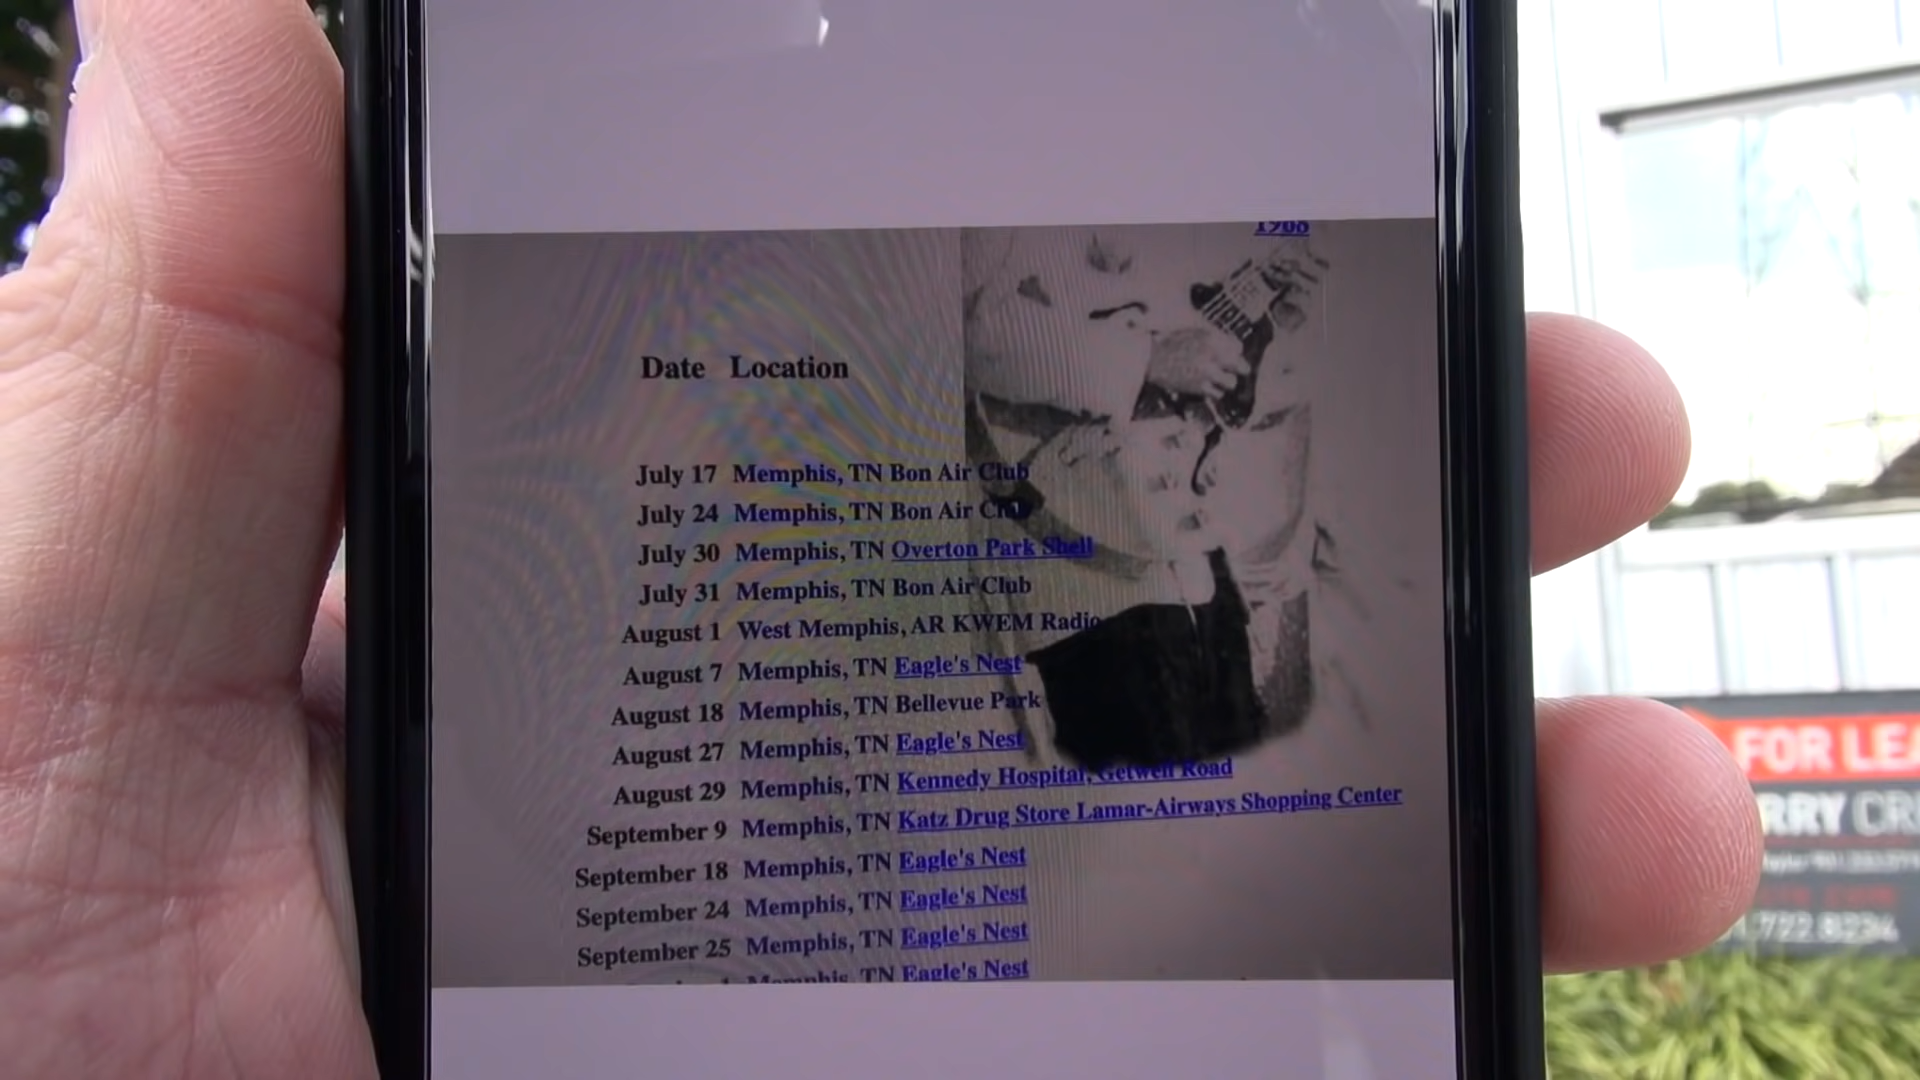 1968
Date Location
July 17 Memphis, TN Bon Air Club
July 24 Memphis, TN Bon Air Club
July 30 Memphis, TN Overton Park Shell
July 31 Memphis, TN Bon Air Club
August 1 West Memphis, AR KWEM Radio
August 7 Memphis, TN Eagle's Nest
August 18 Memphis, TN Bellevue Park
August 27 Memphis, TN Eagle's Nest
August 29 Memphis, TN Kennedy Hospital, Getwell Road
September 9 Memphis, TN Katz Drug Store Lamar-Airways Shopping Center
September 18 Memphis, TN Eagle's Nest
September 24 Memphis, TN Eagle's Nest
September 25 Memphis, TN Eagle's Nest
Memphis, TN Eagle's Nest
FOR LEA
RRY CR
722.8234